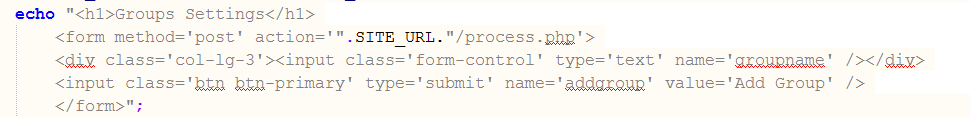 echo "<h1>Groups Settings</h1>
<form method='post' action='".SITE_URL."/process.php'>
<div class='col-lg-3'><input class='form-control' type='text' name='groupname' /></div>
<input class='btn btn-primary' type='submit' name='addgroup' value='Add Group' />
</form>";